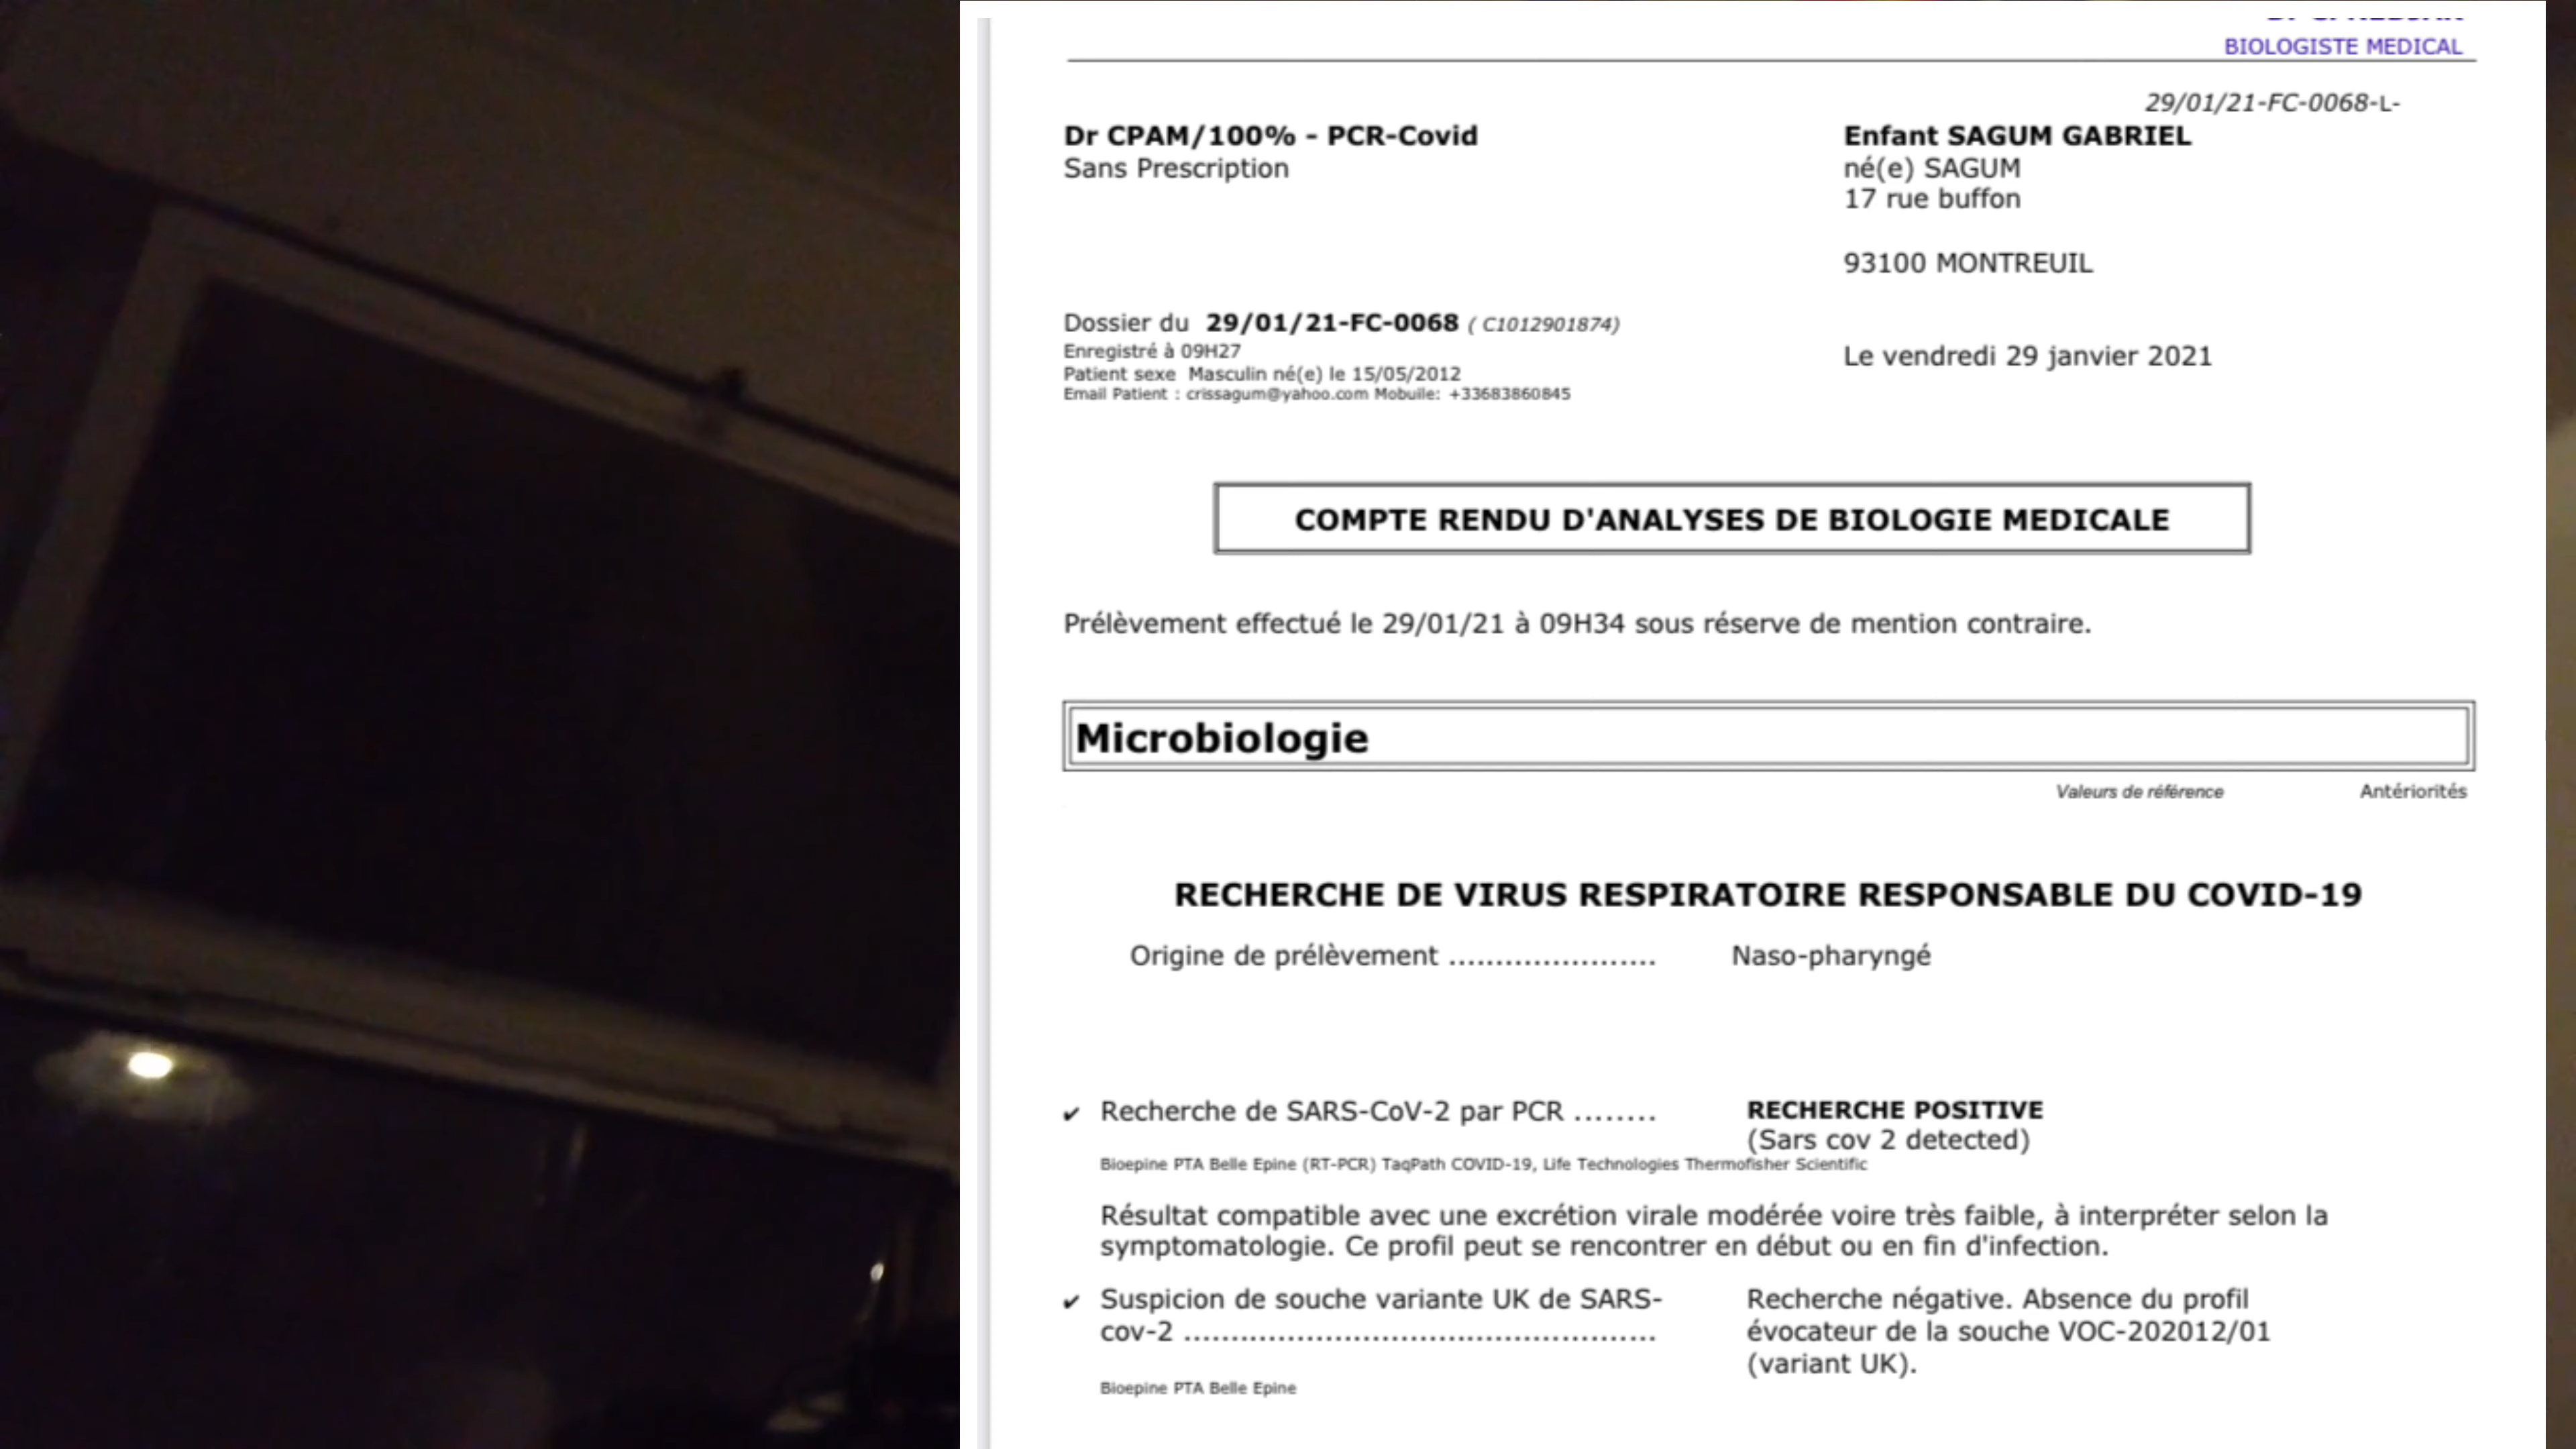 BIOLOGISTE MEDICAL
29/01/21-FC-0068-L-
Dr CPAM/100% - PCR-Covid
Sans Prescription
Enfant SAGUM GABRIEL
né(e) SAGUM
17 rue buffon
93100 MONTREUIL
Dossier du 29/01/21-FC-0068 ( C1012901874)
Enregistré à 09H27
Patient sexe Masculin né(e) le 15/05/2012
Email Patient : crissagum@yahoo.com Mobuile: +33683860845
Le vendredi 29 janvier 2021
COMPTE RENDU D'ANALYSES DE BIOLOGIE MEDICALE
Prélèvement effectué le 29/01/21 à 09H34 sous réserve de mention contraire.
Microbiologie
Valeurs de référence Antériorités
RECHERCHE DE VIRUS RESPIRATOIRE RESPONSABLE DU COVID-19
Origine de prélèvement ...................... Naso-pharyngé
✔ Recherche de SARS-CoV-2 par PCR ........ RECHERCHE POSITIVE
(Sars cov 2 detected)
Bioepine PTA Belle Epine (RT-PCR) TaqPath COVID-19, Life Technologies Thermofisher Scientific
Résultat compatible avec une excrétion virale modérée voire très faible, à interpréter selon la
symptomatologie. Ce profil peut se rencontrer en début ou en fin d'infection.
✔ Suspicion de souche variante UK de SARS-
cov-2 ..................................................
Recherche négative. Absence du profil
évocateur de la souche VOC-202012/01
(variant UK).
Bioepine PTA Belle Epine